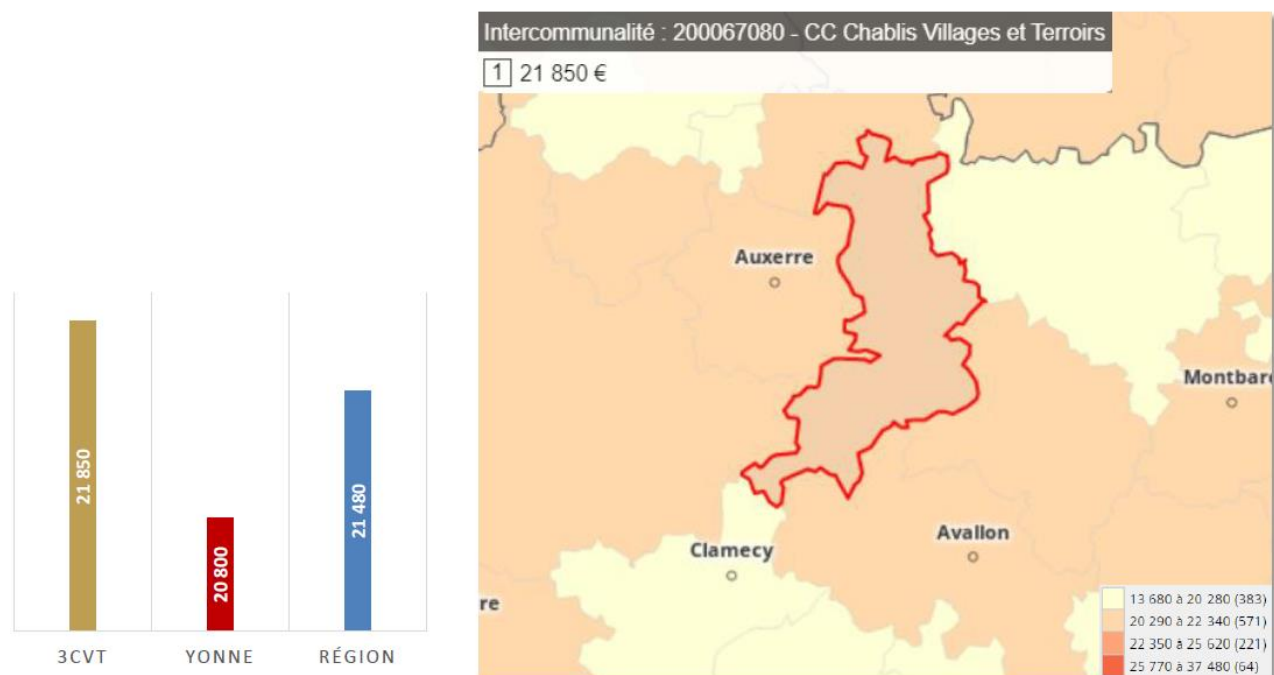 21 850
20 800
21 480
3CVT
YONNE
RÉGION
Intercommunalité : 200067080 - CC Chablis Villages et Terroirs
1 21 850 €
Auxerre
Montbar
Avallon
Clamecy
re
13 680 à 20 280 (383)
20 290 à 22 340 (571)
22 350 à 25 620 (221)
25 770 à 37 480 (64)